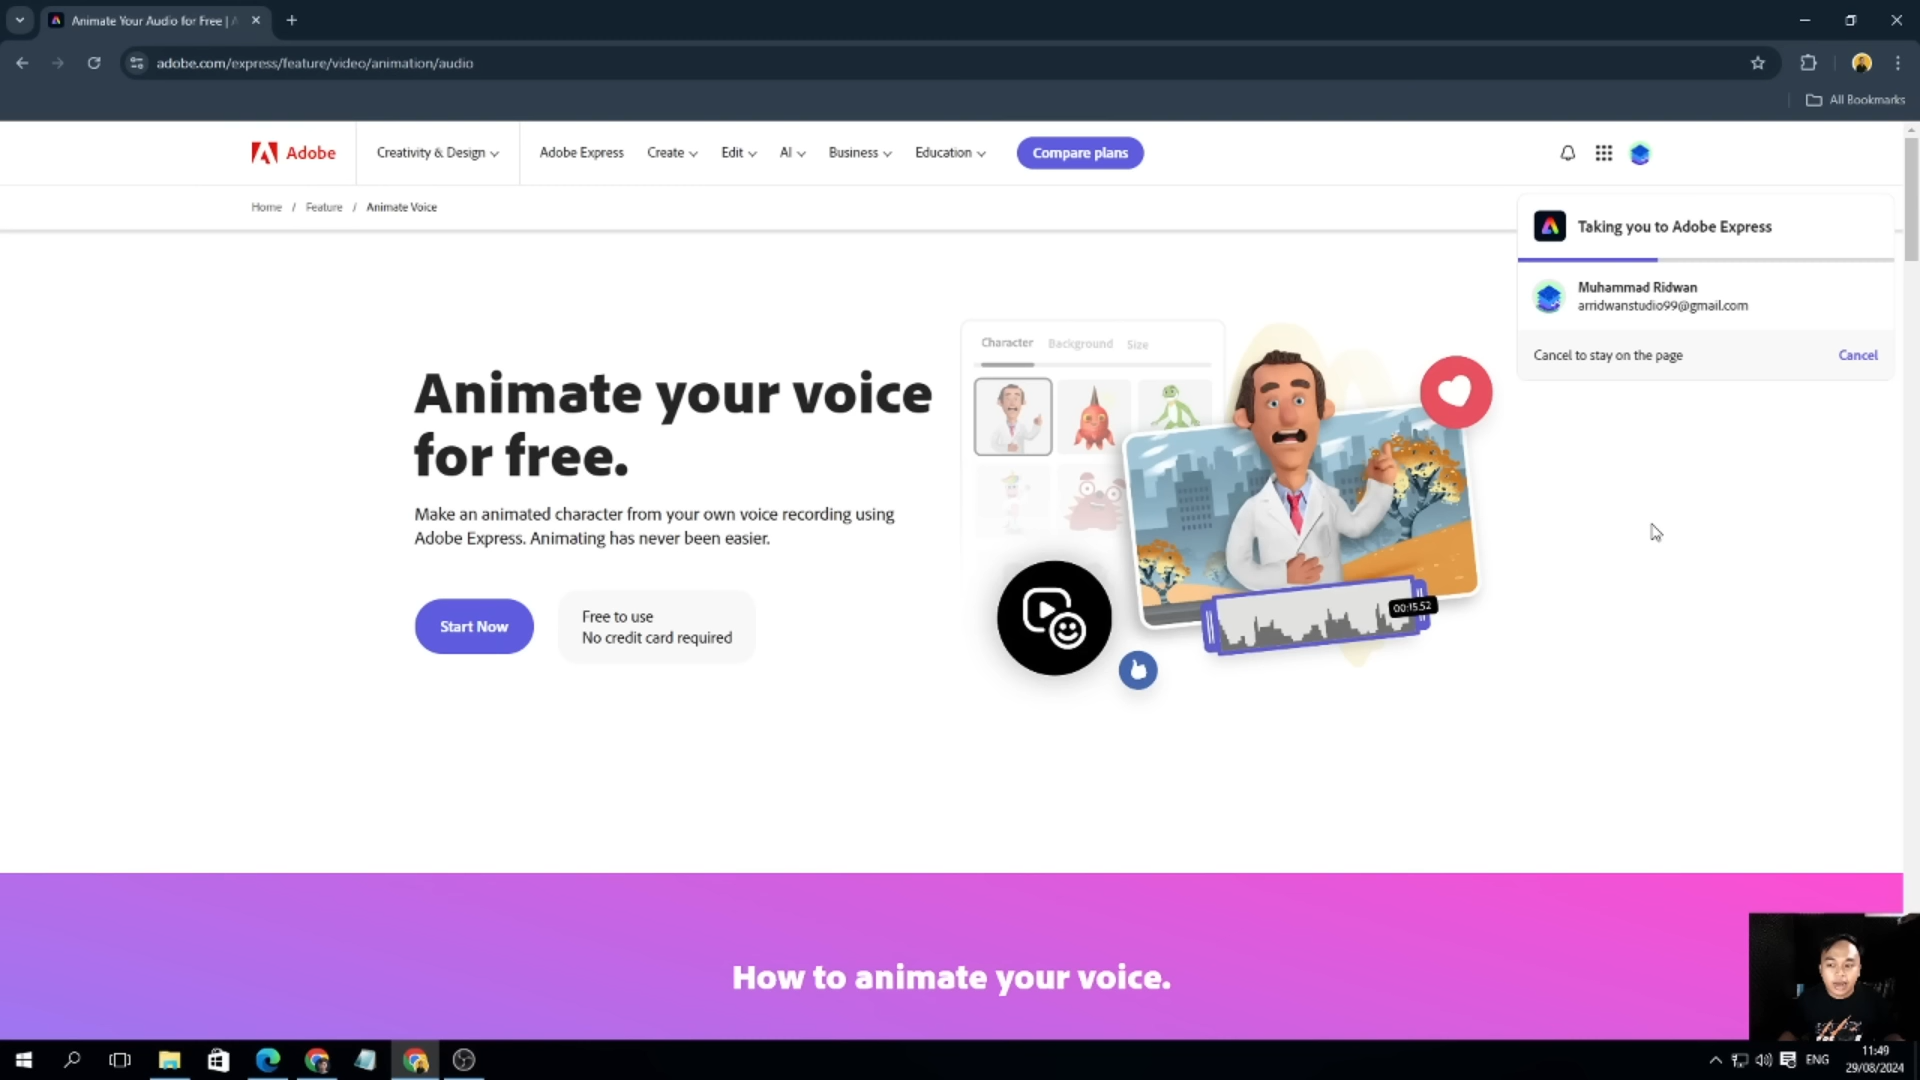 Animate Your Audio for Free |
adobe.com/express/feature/video/animation/audio
All Bookmarks
Adobe
Creativity & Design
Adobe Express
Create
Edit
AI
Business
Education
Compare plans
Home / Feature / Animate Voice
Taking you to Adobe Express
Muhammad Ridwan
arridwanstudio99@gmail.com
Cancel to stay on the page
Cancel
Character
Background
Size
Animate your voice
for free.
Make an animated character from your own voice recording using
Adobe Express. Animating has never been easier.
Start Now
Free to use
No credit card required
00:15.52
How to animate your voice.
ENG
11:49
29/08/2024